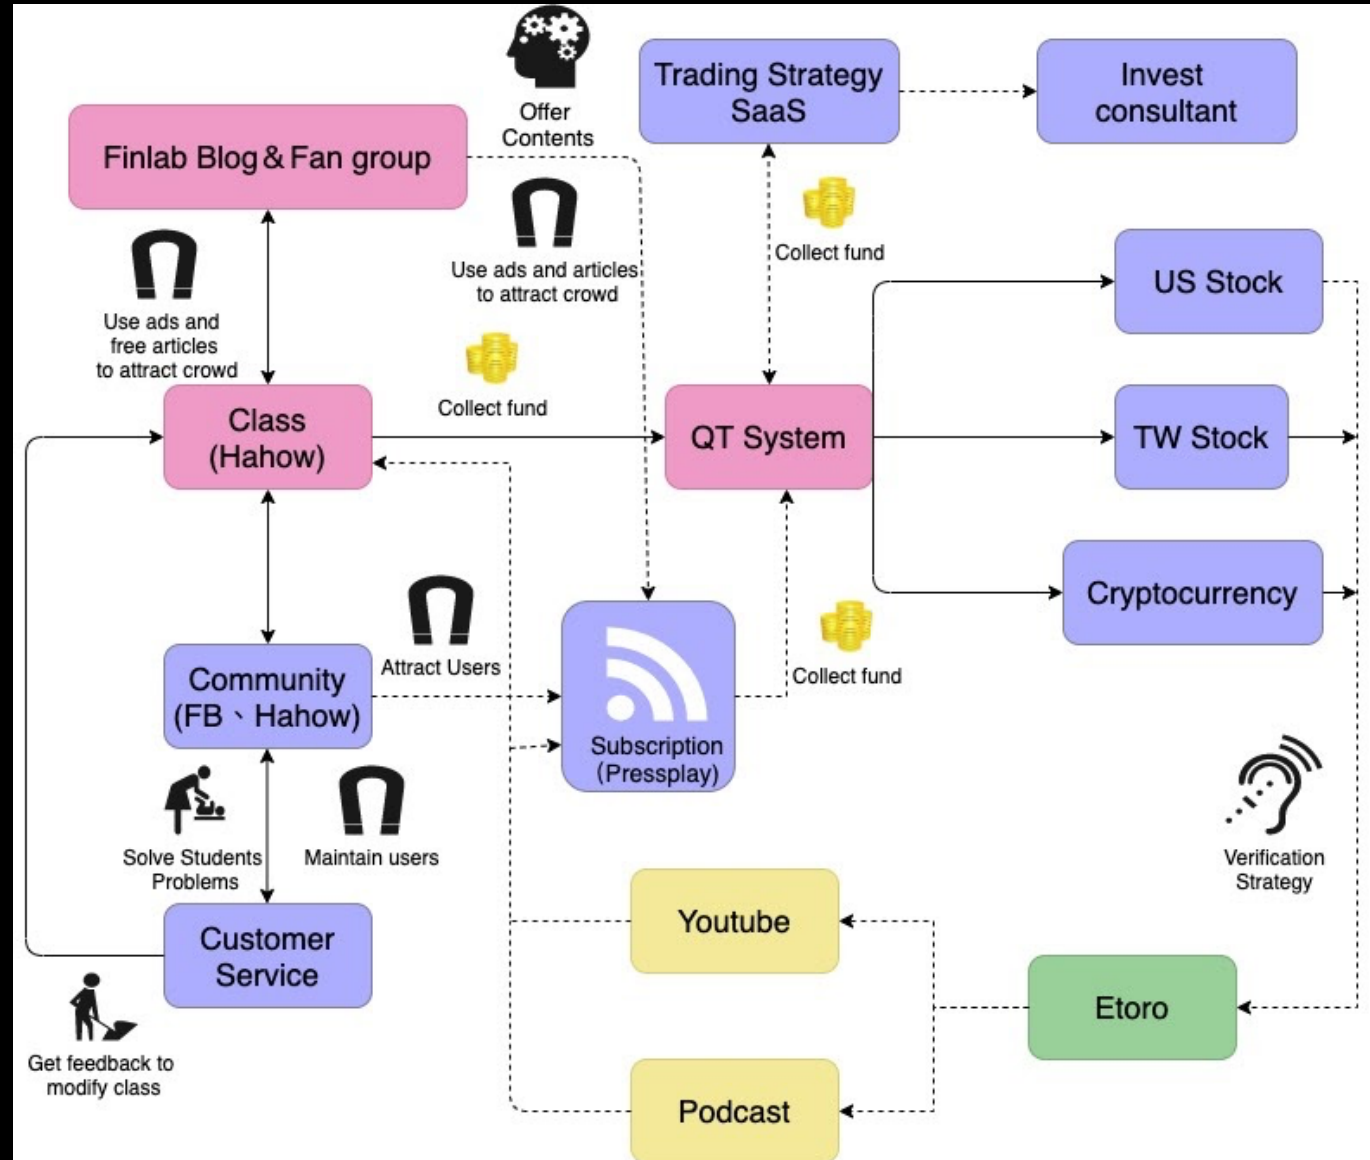 Offer
Contents
Trading Strategy
SaaS
Invest
consultant
Finlab Blog & Fan group
Use ads and articles
to attract crowd
Collect fund
US Stock
Use ads and
free articles
to attract crowd
Collect fund
Class
(Hahow)
QT System
TW Stock
Cryptocurrency
Attract Users
Community
(FB、Hahow)
Collect fund
Subscription
(Pressplay)
Solve Students
Problems
Maintain users
Verification
Strategy
Youtube
Customer
Service
Etoro
Get feedback to
modify class
Podcast